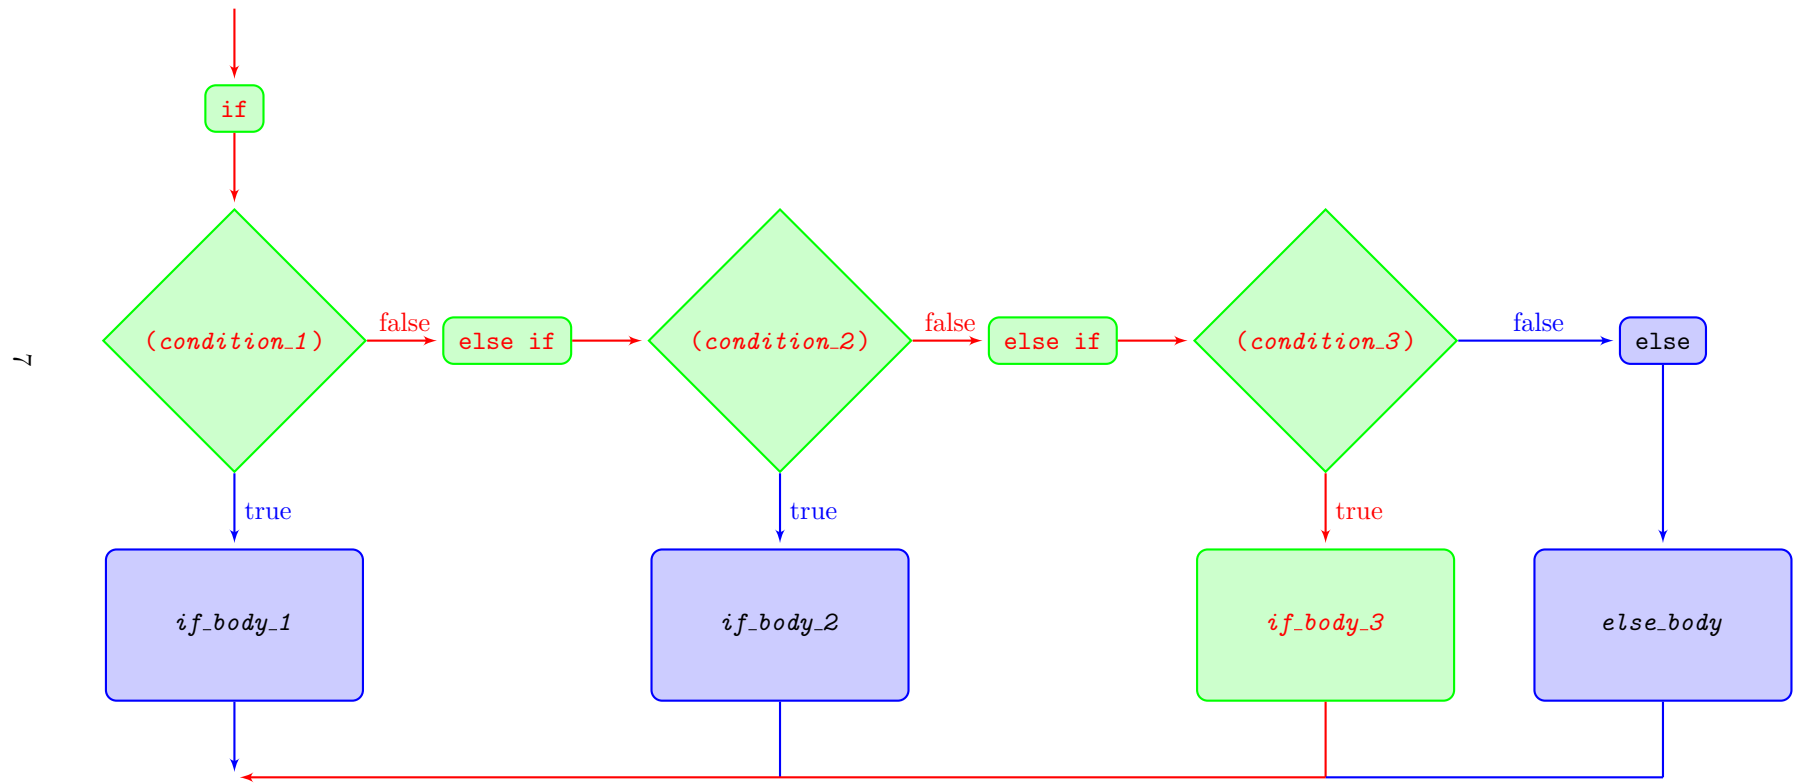 if
(condition_1)
false
else if
(condition_2)
false
else if
(condition_3)
false
else
true
true
true
if_body_1
if_body_2
if_body_3
else_body
7